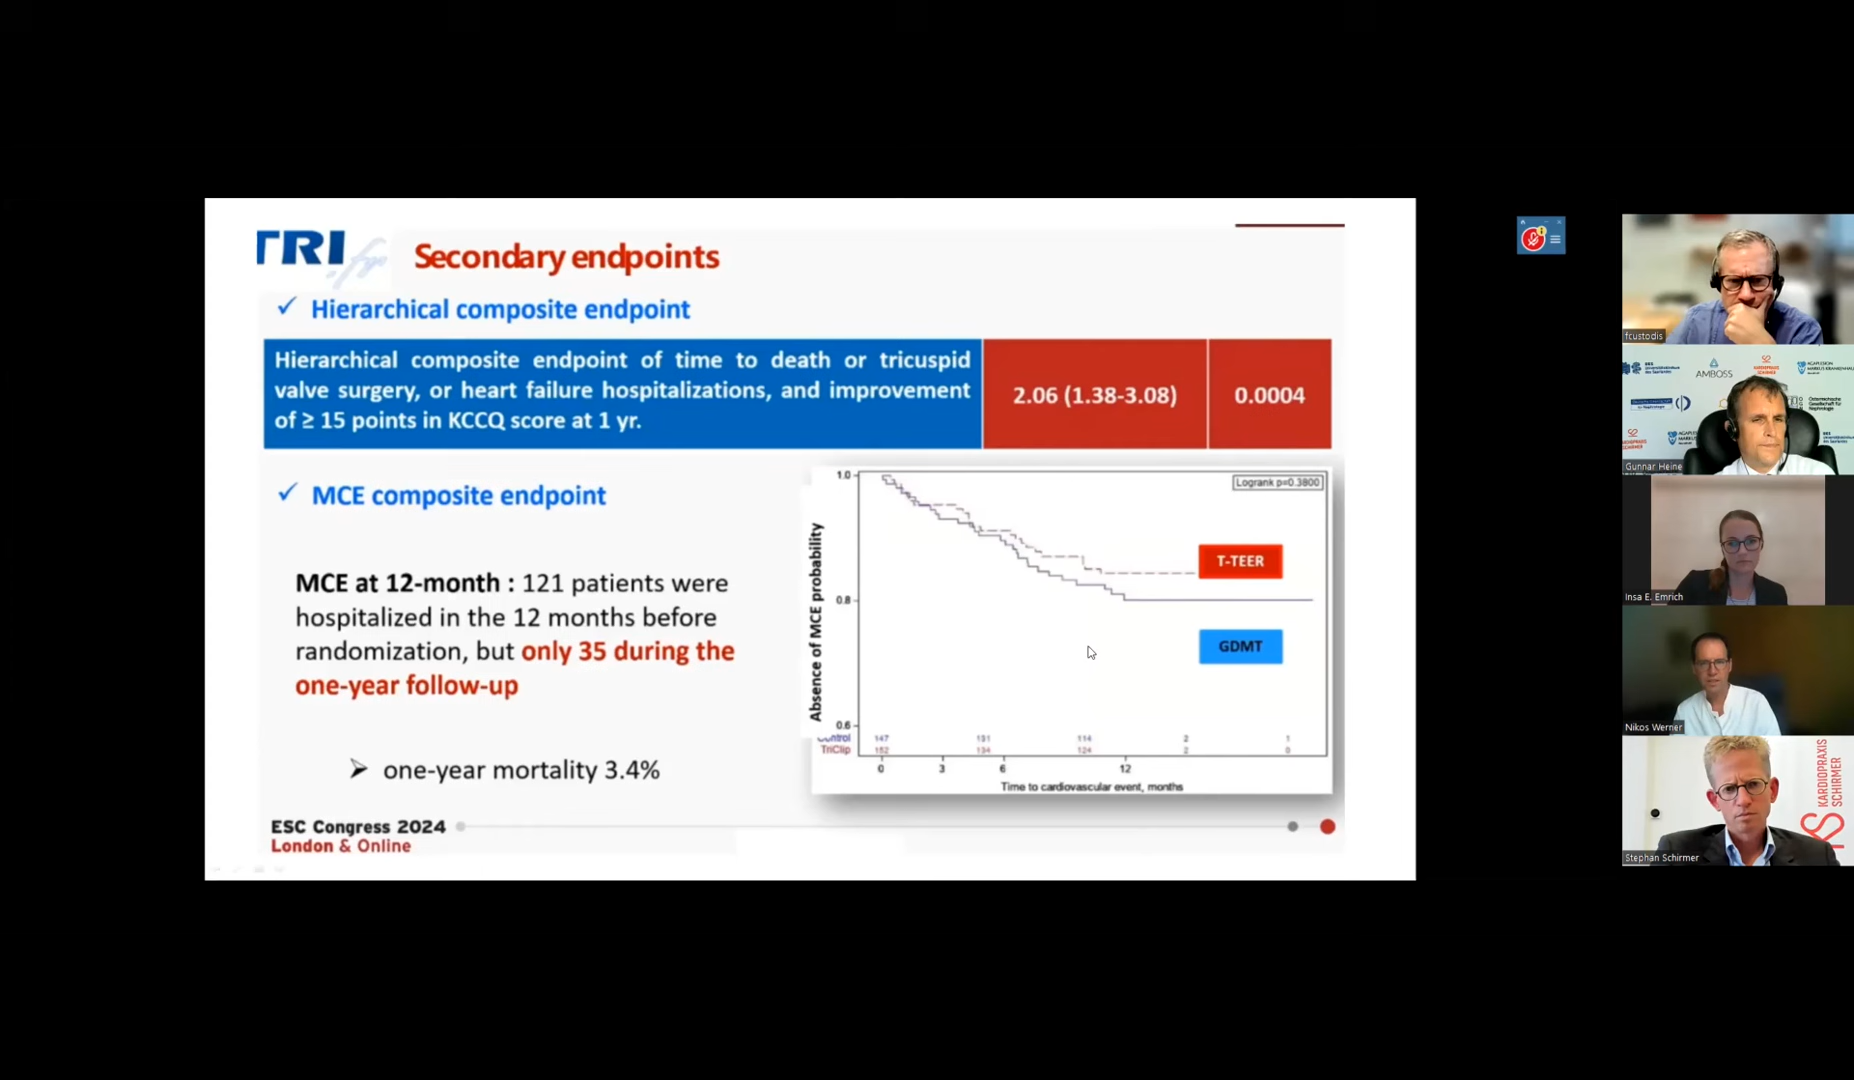 TRI.fr
Secondary endpoints
✓ Hierarchical composite endpoint
Hierarchical composite endpoint of time to death or tricuspid
valve surgery, or heart failure hospitalizations, and improvement
of ≥ 15 points in KCCQ score at 1 yr.
2.06 (1.38-3.08)
0.0004
✓ MCE composite endpoint
MCE at 12-month : 121 patients were
hospitalized in the 12 months before
randomization, but only 35 during the
one-year follow-up
➤ one-year mortality 3.4%
Absence of MCE probability
1.0
0.8
0.6
Logrank p=0.3800
T-TEER
GDMT
Control 147 131 114 2 1
TriClip 152 134 124 2 0
0 3 6 12
Time to cardiovascular event, months
ESC Congress 2024
London & Online
fcustodis
AMBOSS
Gunnar Heine
Insa E. Emrich
Nikos Werner
KARDIOPRAXIS
SCHIRMER
Stephan Schirmer